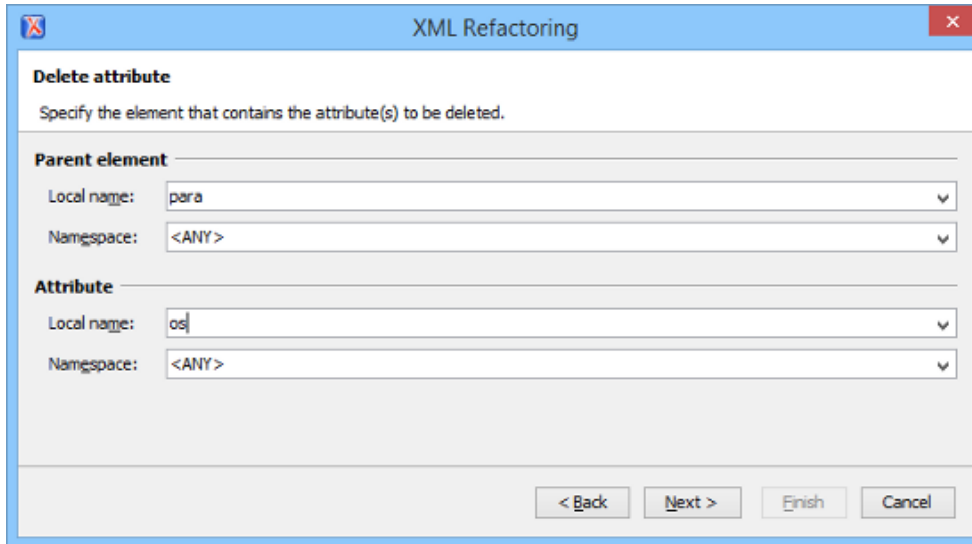 XML Refactoring
Delete attribute
Specify the element that contains the attribute(s) to be deleted.
Parent element
Local name: para
Namespace: <ANY>
Attribute
Local name: os
Namespace: <ANY>
< Back Next > Finish Cancel